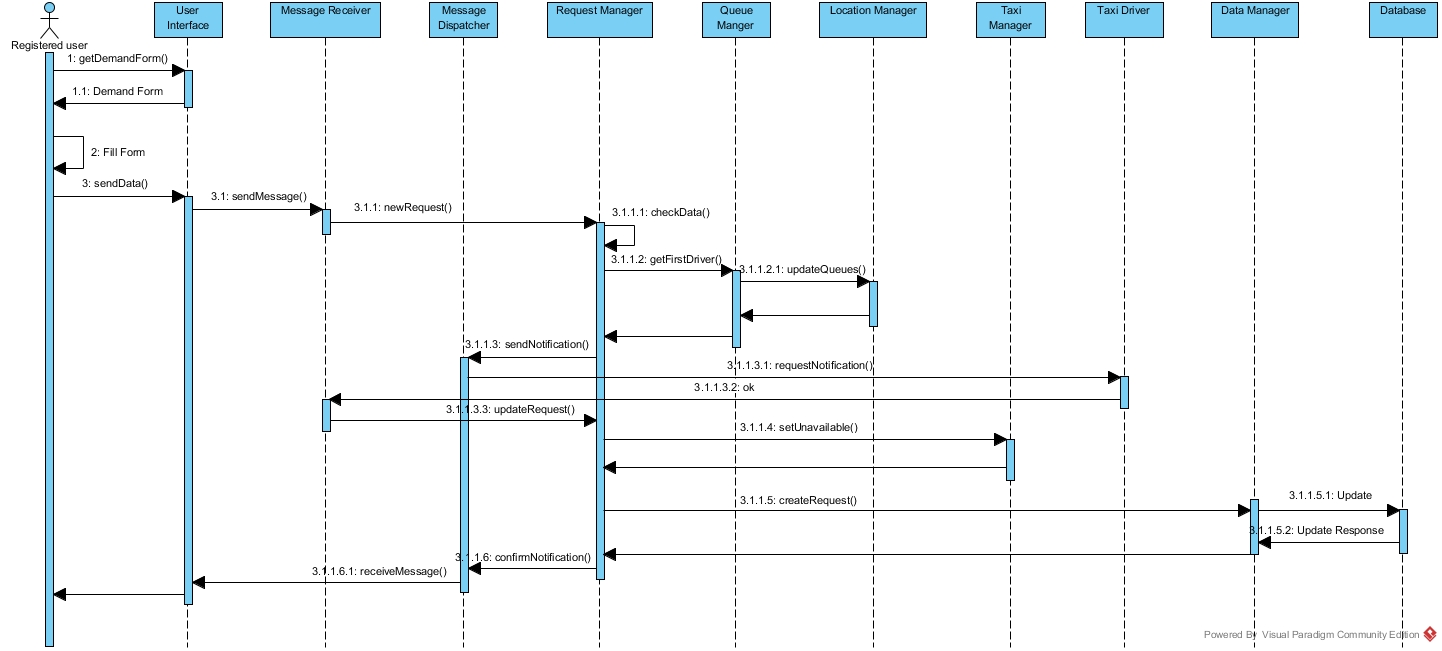 User
Interface
Message Receiver
Message
Dispatcher
Request Manager
Queue
Manger
Location Manager
Taxi
Manager
Taxi Driver
Data Manager
Database
Registered user
1: getDemandForm()
1.1: Demand Form
2: Fill Form
3: sendData()
3.1: sendMessage()
3.1.1: newRequest()
3.1.1.1: checkData()
3.1.1.2: getFirstDriver()
3.1.1.2.1: updateQueues()
3.1.1.3: sendNotification()
3.1.1.3.1: requestNotification()
3.1.1.3.2: ok
3.1.1.3.3: updateRequest()
3.1.1.4: setUnavailable()
3.1.1.5: createRequest()
3.1.1.5.1: Update
3.1.1.5.2: Update Response
3.1.1.6: confirmNotification()
3.1.1.6.1: receiveMessage()
Powered By Visual Paradigm Community Edition